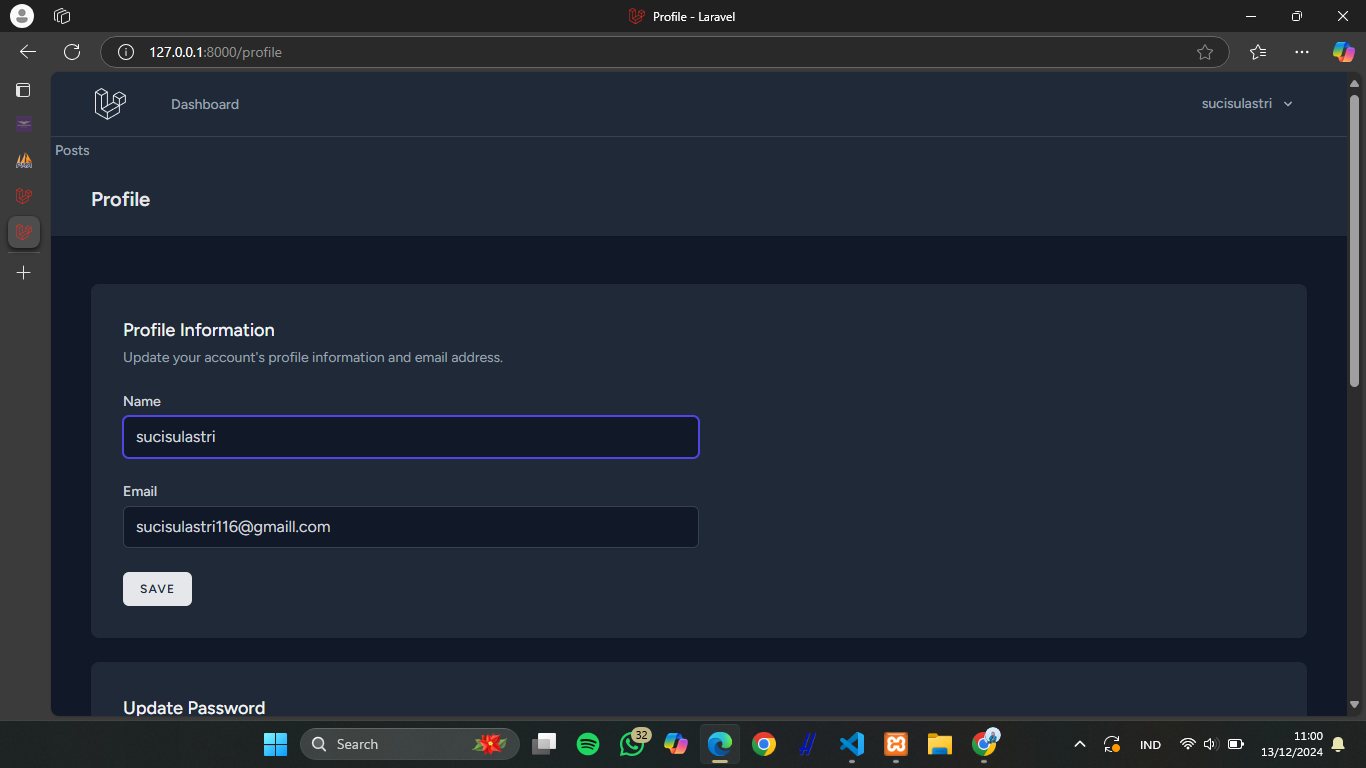 Profile - Laravel
127.0.0.1:8000/profile
Dashboard
sucisulastri
Posts
Profile
Profile Information
Update your account's profile information and email address.
Name
sucisulastri
Email
sucisulastri116@gmaill.com
SAVE
Update Password
Search
32
IND
11:00
13/12/2024